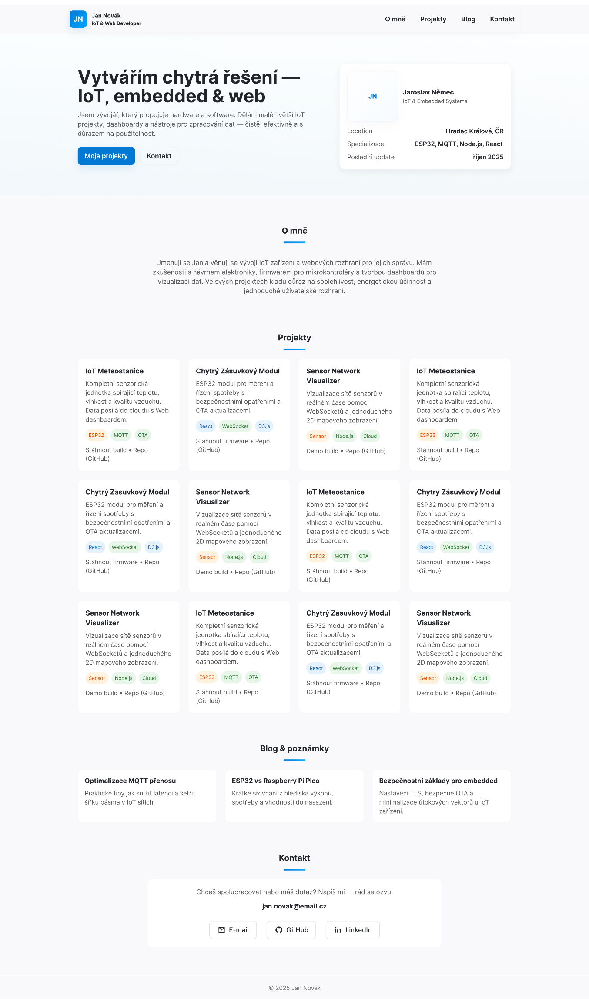 JN
Jan Novák
IoT & Web Developer
O mně
Projekty
Blog
Kontakt
Vytvářím chytrá řešení —
IoT, embedded & web
Jsem vývojář, který propojuje hardware a software. Dělám malé i větší IoT
projekty, dashboardy a nástroje pro zpracování dat — čistě, efektivně a s
důrazem na použitelnost.
Moje projekty
Kontakt
JN
Jaroslav Němec
IoT & Embedded Systems
Location
Hradec Králové, ČR
Specializace
ESP32, MQTT, Node.js, React
Poslední update
říjen 2025
O mně
Jmenuji se Jan a věnuji se vývoji IoT zařízení a webových rozhraní pro jejich správu. Mám
zkušenosti s návrhem elektroniky, firmwarem pro mikrokontroléry a tvorbou dashboardů pro
vizualizaci dat. Ve svých projektech kladu důraz na spolehlivost, energetickou účinnost a
jednoduché uživatelské rozhraní.
Projekty
IoT Meteostanice
Kompletní senzorická
jednotka sbírající teplotu,
vlhkost a kvalitu vzduchu.
Data posílá do cloudu s Web
dashboardem.
ESP32 MQTT OTA
Stáhnout build • Repo
(GitHub)
Chytrý Zásuvkový Modul
ESP32 modul pro měření a
řízení spotřeby s
bezpečnostními opatřeními a
OTA aktualizacemi.
React WebSocket D3.js
Stáhnout firmware • Repo
(GitHub)
Sensor Network
Visualizer
Vizualizace sítě senzorů v
reálném čase pomocí
WebSocketů a jednoduchého
2D mapového zobrazení.
Sensor Node.js Cloud
Demo build • Repo (GitHub)
IoT Meteostanice
Kompletní senzorická
jednotka sbírající teplotu,
vlhkost a kvalitu vzduchu.
Data posílá do cloudu s Web
dashboardem.
ESP32 MQTT OTA
Stáhnout build • Repo
(GitHub)
Chytrý Zásuvkový Modul
ESP32 modul pro měření a
řízení spotřeby s
bezpečnostními opatřeními a
OTA aktualizacemi.
React WebSocket D3.js
Stáhnout firmware • Repo
(GitHub)
Sensor Network
Visualizer
Vizualizace sítě senzorů v
reálném čase pomocí
WebSocketů a jednoduchého
2D mapového zobrazení.
Sensor Node.js Cloud
Demo build • Repo (GitHub)
IoT Meteostanice
Kompletní senzorická
jednotka sbírající teplotu,
vlhkost a kvalitu vzduchu.
Data posílá do cloudu s Web
dashboardem.
ESP32 MQTT OTA
Stáhnout build • Repo
(GitHub)
Chytrý Zásuvkový Modul
ESP32 modul pro měření a
řízení spotřeby s
bezpečnostními opatřeními a
OTA aktualizacemi.
React WebSocket D3.js
Stáhnout firmware • Repo
(GitHub)
Sensor Network
Visualizer
Vizualizace sítě senzorů v
reálném čase pomocí
WebSocketů a jednoduchého
2D mapového zobrazení.
Sensor Node.js Cloud
Demo build • Repo (GitHub)
IoT Meteostanice
Kompletní senzorická
jednotka sbírající teplotu,
vlhkost a kvalitu vzduchu.
Data posílá do cloudu s Web
dashboardem.
ESP32 MQTT OTA
Stáhnout build • Repo
(GitHub)
Chytrý Zásuvkový Modul
ESP32 modul pro měření a
řízení spotřeby s
bezpečnostními opatřeními a
OTA aktualizacemi.
React WebSocket D3.js
Stáhnout firmware • Repo
(GitHub)
Sensor Network
Visualizer
Vizualizace sítě senzorů v
reálném čase pomocí
WebSocketů a jednoduchého
2D mapového zobrazení.
Sensor Node.js Cloud
Demo build • Repo (GitHub)
Blog & poznámky
Optimalizace MQTT přenosu
Praktické tipy jak snížit latenci a šetřit
šířku pásma v IoT sítích.
ESP32 vs Raspberry Pi Pico
Krátké srovnání z hlediska výkonu,
spotřeby a vhodnosti do nasazení.
Bezpečnostní základy pro embedded
Nastavení TLS, bezpečné OTA a
minimalizace útokových vektorů u IoT
zařízení.
Kontakt
Chceš spolupracovat nebo máš dotaz? Napiš mi — rád se ozvu.
jan.novak@email.cz
E-mail
GitHub
LinkedIn
© 2025 Jan Novák